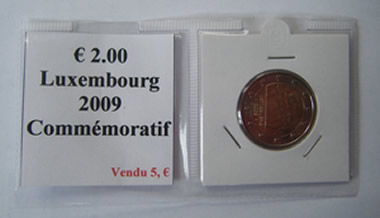 € 2.00
Luxembourg
2009
Commémoratif
Vendu 5, €